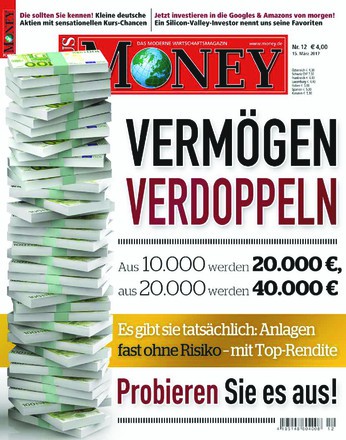 Die sollten Sie kennen! Kleine deutsche
Aktien mit sensationellen Kurs-Chancen
Jetzt investieren in die Googles & Amazons von morgen!
Ein Silicon-Valley-Investor nennt uns seine Favoriten
DAS MODERNE WIRTSCHAFTSMAGAZIN
www.money.de
MONEY
Nr. 12 € 4,00
15. März 2017
VERMÖGEN
VERDOPPELN
Aus 10.000 werden 20.000 €,
aus 20.000 werden 40.000 €
Es gibt sie tatsächlich: Anlagen
fast ohne Risiko – mit Top-Rendite
Probieren Sie es aus!